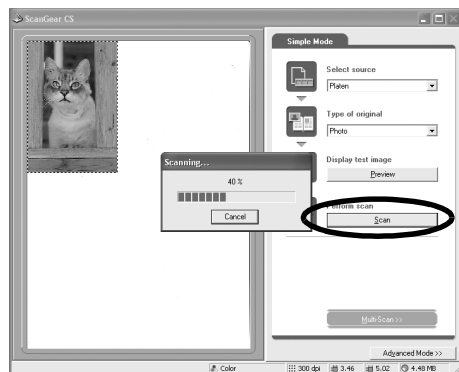 ScanGear CS
Simple Mode
Select source
Platen
Type of original
Photo
Display test image
Preview
Scanning...
40 %
Cancel
Perform scan
Scan
Multi-Scan >>
Advanced Mode >>
Color
300 dpi
3.46
5.02
4.48 MB